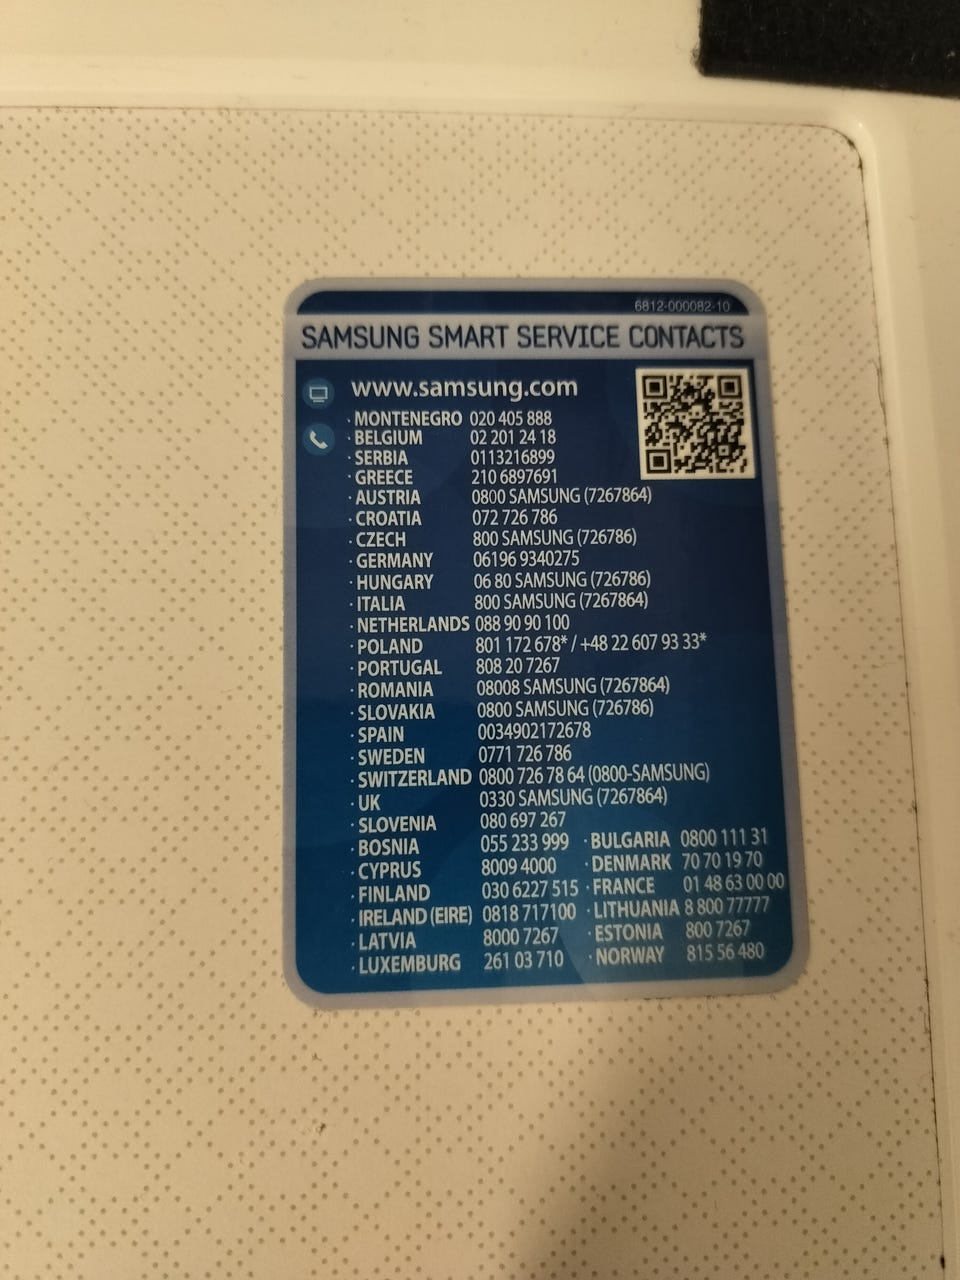 6812-000082-10
SAMSUNG SMART SERVICE CONTACTS
www.samsung.com
· MONTENEGRO 020 405 888
· BELGIUM 02 201 24 18
· SERBIA 0113216899
· GREECE 210 6897691
· AUSTRIA 0800 SAMSUNG (7267864)
· CROATIA 072 726 786
· CZECH 800 SAMSUNG (726786)
· GERMANY 06196 9340275
· HUNGARY 06 80 SAMSUNG (726786)
· ITALIA 800 SAMSUNG (7267864)
· NETHERLANDS 088 90 90 100
· POLAND 801 172 678* / +48 22 607 93 33*
· PORTUGAL 808 20 7267
· ROMANIA 08008 SAMSUNG (7267864)
· SLOVAKIA 0800 SAMSUNG (726786)
· SPAIN 0034902172678
· SWEDEN 0771 726 786
· SWITZERLAND 0800 726 78 64 (0800-SAMSUNG)
· UK 0330 SAMSUNG (7267864)
· SLOVENIA 080 697 267
· BOSNIA 055 233 999 · BULGARIA 0800 111 31
· CYPRUS 8009 4000 · DENMARK 70 70 19 70
· FINLAND 030 6227 515 · FRANCE 01 48 63 00 00
· IRELAND (EIRE) 0818 717100 · LITHUANIA 8 800 77777
· LATVIA 8000 7267 · ESTONIA 800 7267
· LUXEMBURG 261 03 710 · NORWAY 815 56 480